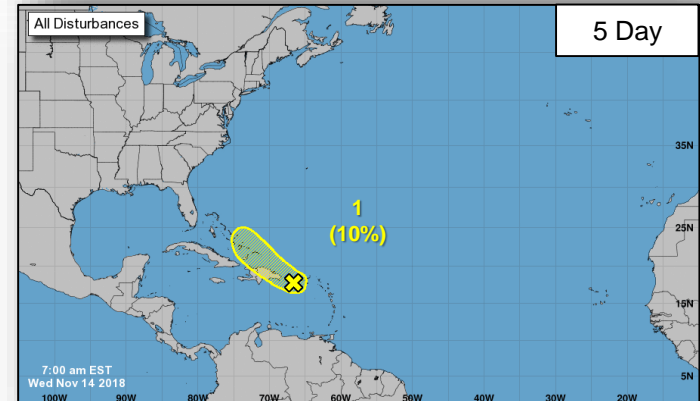 All Disturbances
5 Day
35N
1
(10%)
25N
15N
7:00 am EST
Wed Nov 14 2018
5N
100W 90W 80W 70W 60W 50W 40W 30W 20W